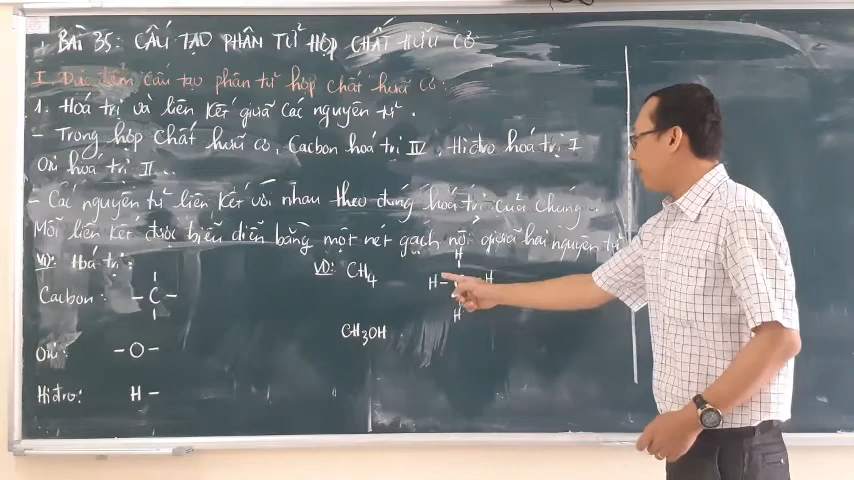 BÀI 35: CẤU TẠO PHÂN TỬ HỢP CHẤT HỮU CƠ
I. Đặc điểm cấu tạo phân tử hợp chất hữu cơ:
1. Hoá trị và liên kết giữa các nguyên tử.
- Trong hợp chất hữu cơ, Cacbon hoá trị IV, Hiđro hoá trị I
Oxi hoá trị II...
- Các nguyên tử liên kết với nhau theo đúng hoá trị của chúng.
Mỗi liên kết được biểu diễn bằng một nét gạch nối giữa hai nguyên tử
VD: Hoá trị:
VD: CH4
H
H - H
H
Cacbon: - C -
CH3OH
Oxi: - O -
Hiđro: H -